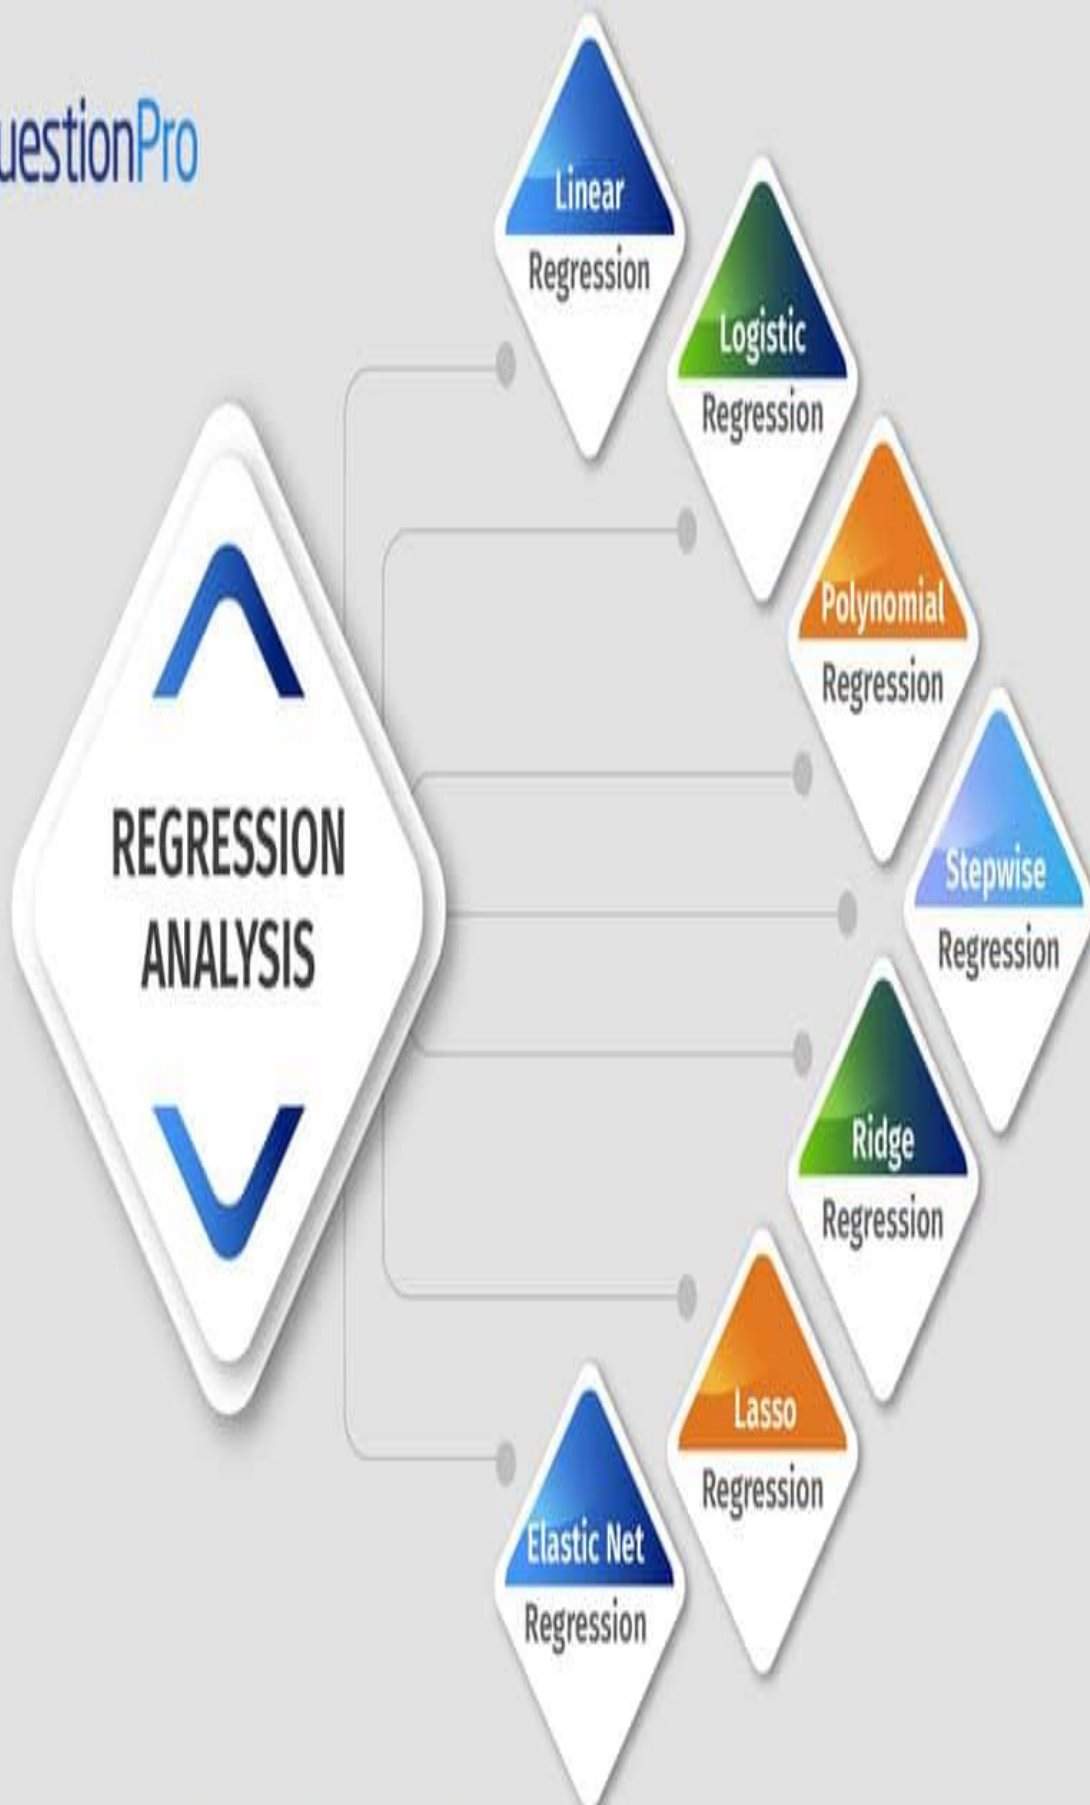 uestionPro
Linear
Regression
Logistic
Regression
Polynomial
Regression
Stepwise
Regression
REGRESSION
ANALYSIS
Ridge
Regression
Lasso
Regression
Elastic Net
Regression